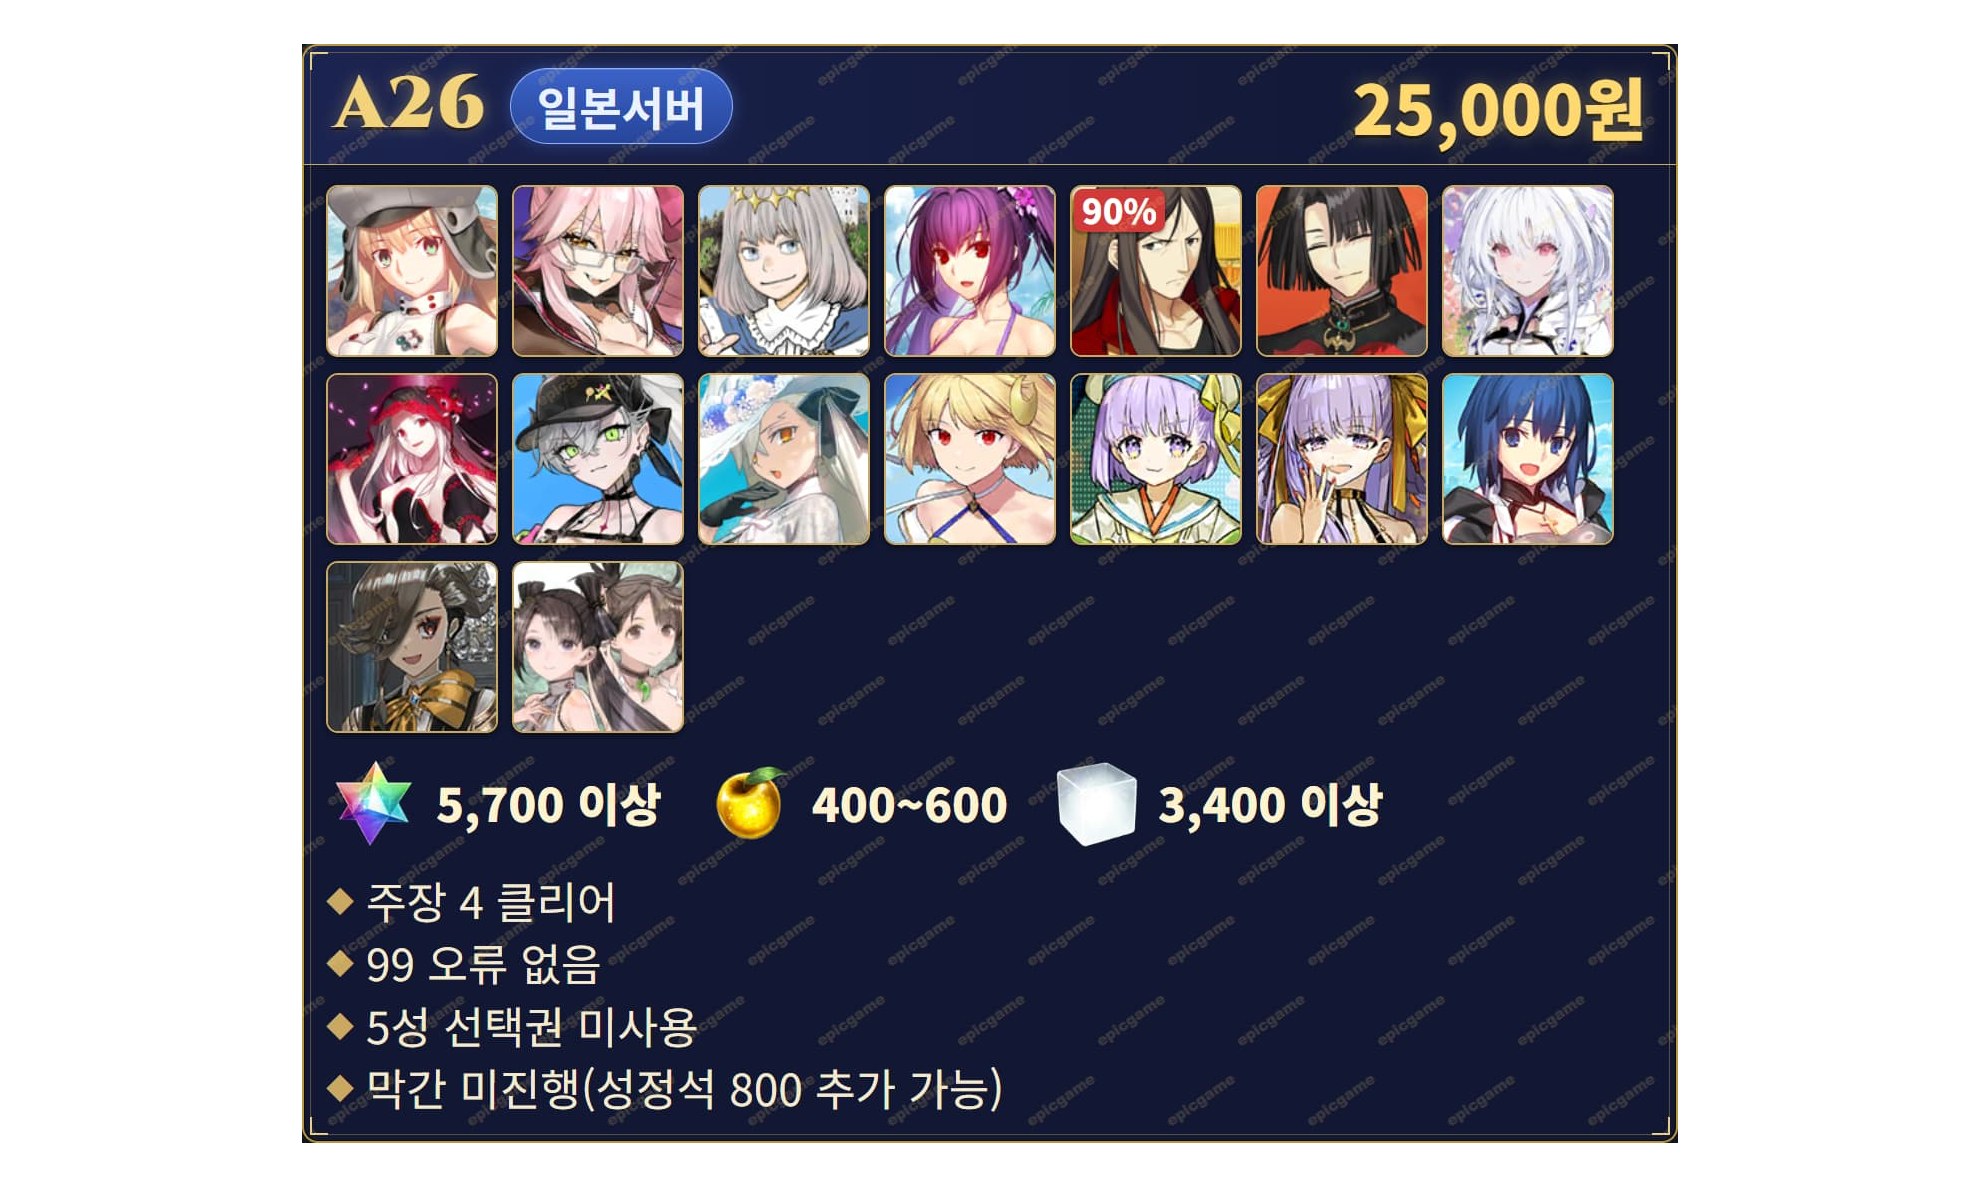 A26 일본서버 25,000원
90%
5,700 이상 400~600 3,400 이상
주장 4 클리어
99 오류 없음
5성 선택권 미사용
막간 미진행(성정석 800 추가 가능)
epicgame